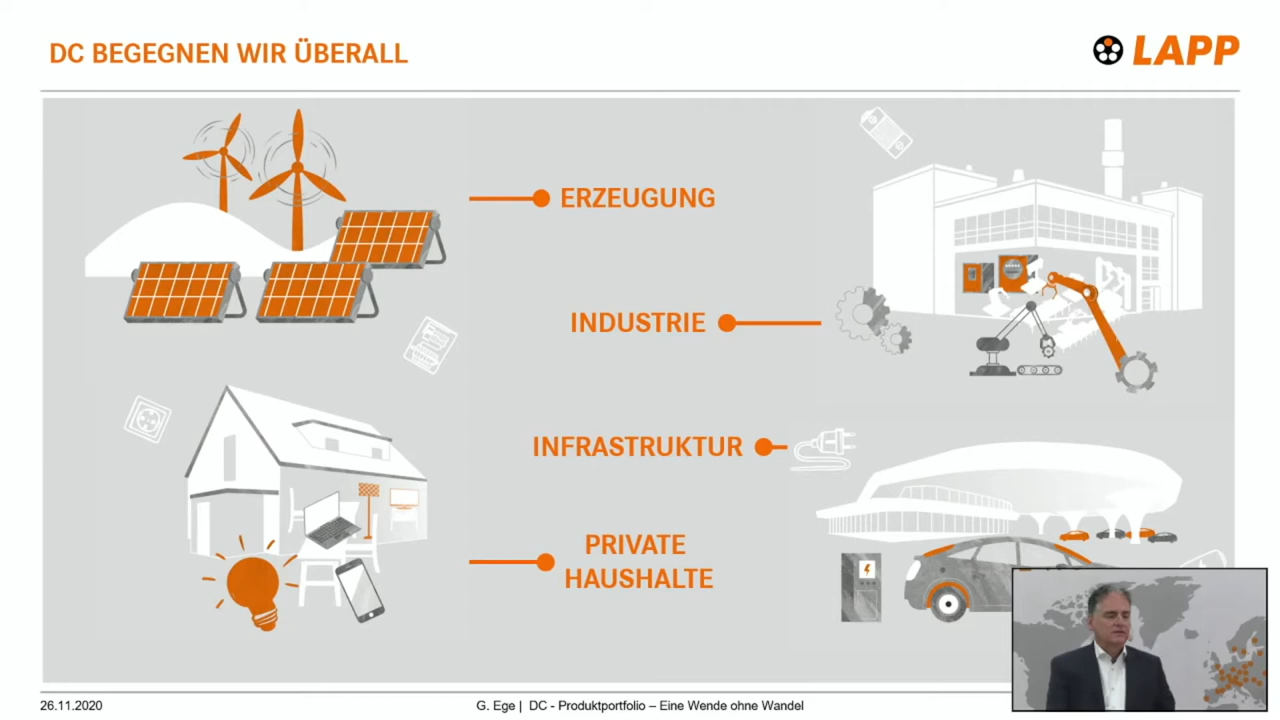 DC BEGEGNEN WIR ÜBERALL
LAPP
ERZEUGUNG
INDUSTRIE
INFRASTRUKTUR
PRIVATE
HAUSHALTE
26.11.2020
G. Ege | DC - Produktportfolio – Eine Wende ohne Wandel